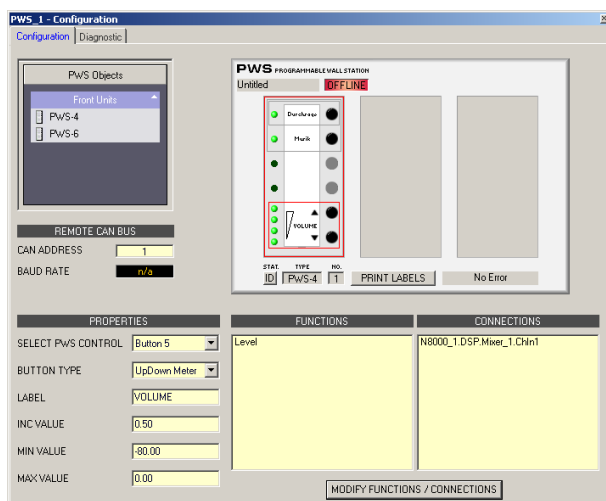 PWS_1 - Configuration
Configuration Diagnostic
PWS Objects
Front Units
PWS-4
PWS-6
REMOTE CAN BUS
CAN ADDRESS 1
BAUD RATE n/a
PWS PROGRAMMABLE WALL STATION
Untitled OFFLINE
Durchsage
Musik
VOLUME
STAT. TYPE NO.
ID PWS-4 1 PRINT LABELS No Error
PROPERTIES
SELECT PWS CONTROL Button 5
BUTTON TYPE UpDown Meter
LABEL VOLUME
INC VALUE 0.50
MIN VALUE -80.00
MAX VALUE 0.00
FUNCTIONS
Level
CONNECTIONS
N8000_1.DSP.Mixer_1.ChIn1
MODIFY FUNCTIONS / CONNECTIONS